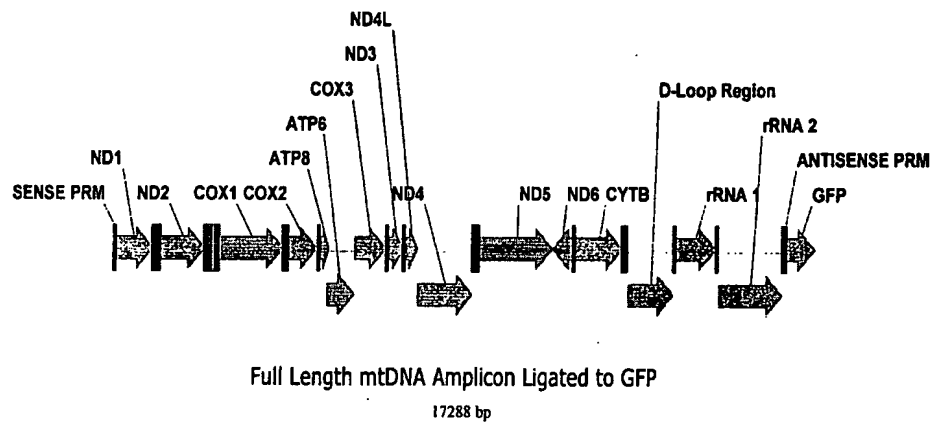 ND4L
ND3
COX3
D-Loop Region
ATP6
rRNA 2
ND1
ATP8
ANTISENSE PRM
SENSE PRM
ND2
COX1 COX2
ND4
ND5
ND6 CYTB
rRNA 1
GFP
Full Length mtDNA Amplicon Ligated to GFP
17288 bp